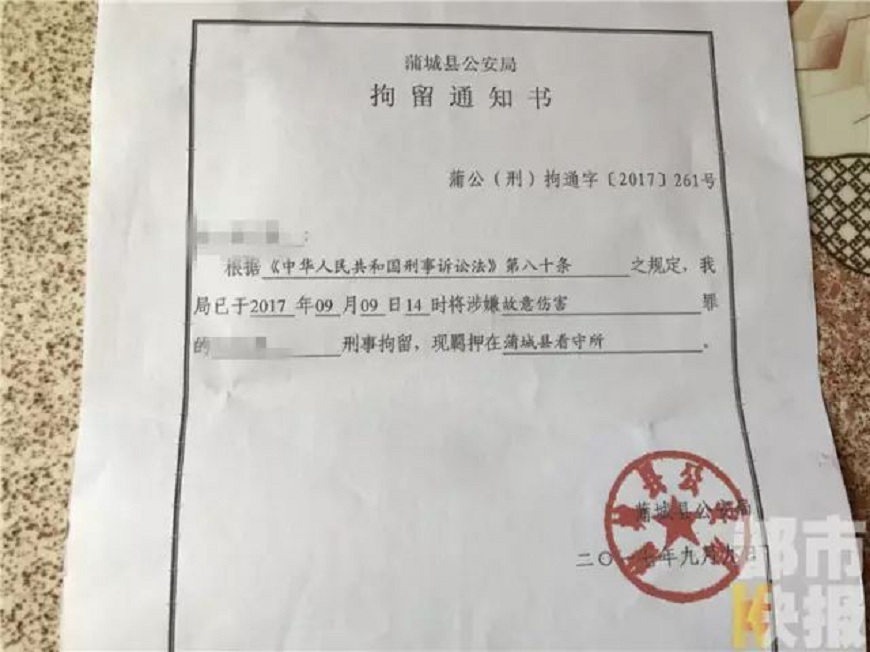 蒲城县公安局
拘留通知书
蒲公（刑）拘通字〔2017〕261号
：
根据《中华人民共和国刑事诉讼法》第八十条之规定，我
局已于2017年09月09日14时将涉嫌故意伤害罪
的 刑事拘留，现羁押在蒲城县看守所。
蒲城县公安局
二〇一七年九月九日
都市
快报